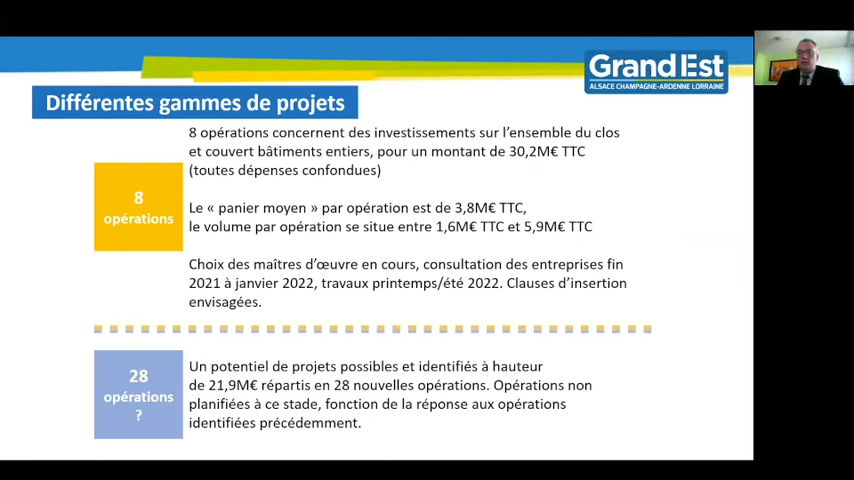 GrandEst
ALSACE CHAMPAGNE-ARDENNE LORRAINE
Différentes gammes de projets
8
opérations
8 opérations concernent des investissements sur l'ensemble du clos
et couvert bâtiments entiers, pour un montant de 30,2M€ TTC
(toutes dépenses confondues)
Le « panier moyen » par opération est de 3,8M€ TTC,
le volume par opération se situe entre 1,6M€ TTC et 5,9M€ TTC
Choix des maîtres d'œuvre en cours, consultation des entreprises fin
2021 à janvier 2022, travaux printemps/été 2022. Clauses d'insertion
envisagées.
28
opérations
?
Un potentiel de projets possibles et identifiés à hauteur
de 21,9M€ répartis en 28 nouvelles opérations. Opérations non
planifiées à ce stade, fonction de la réponse aux opérations
identifiées précédemment.